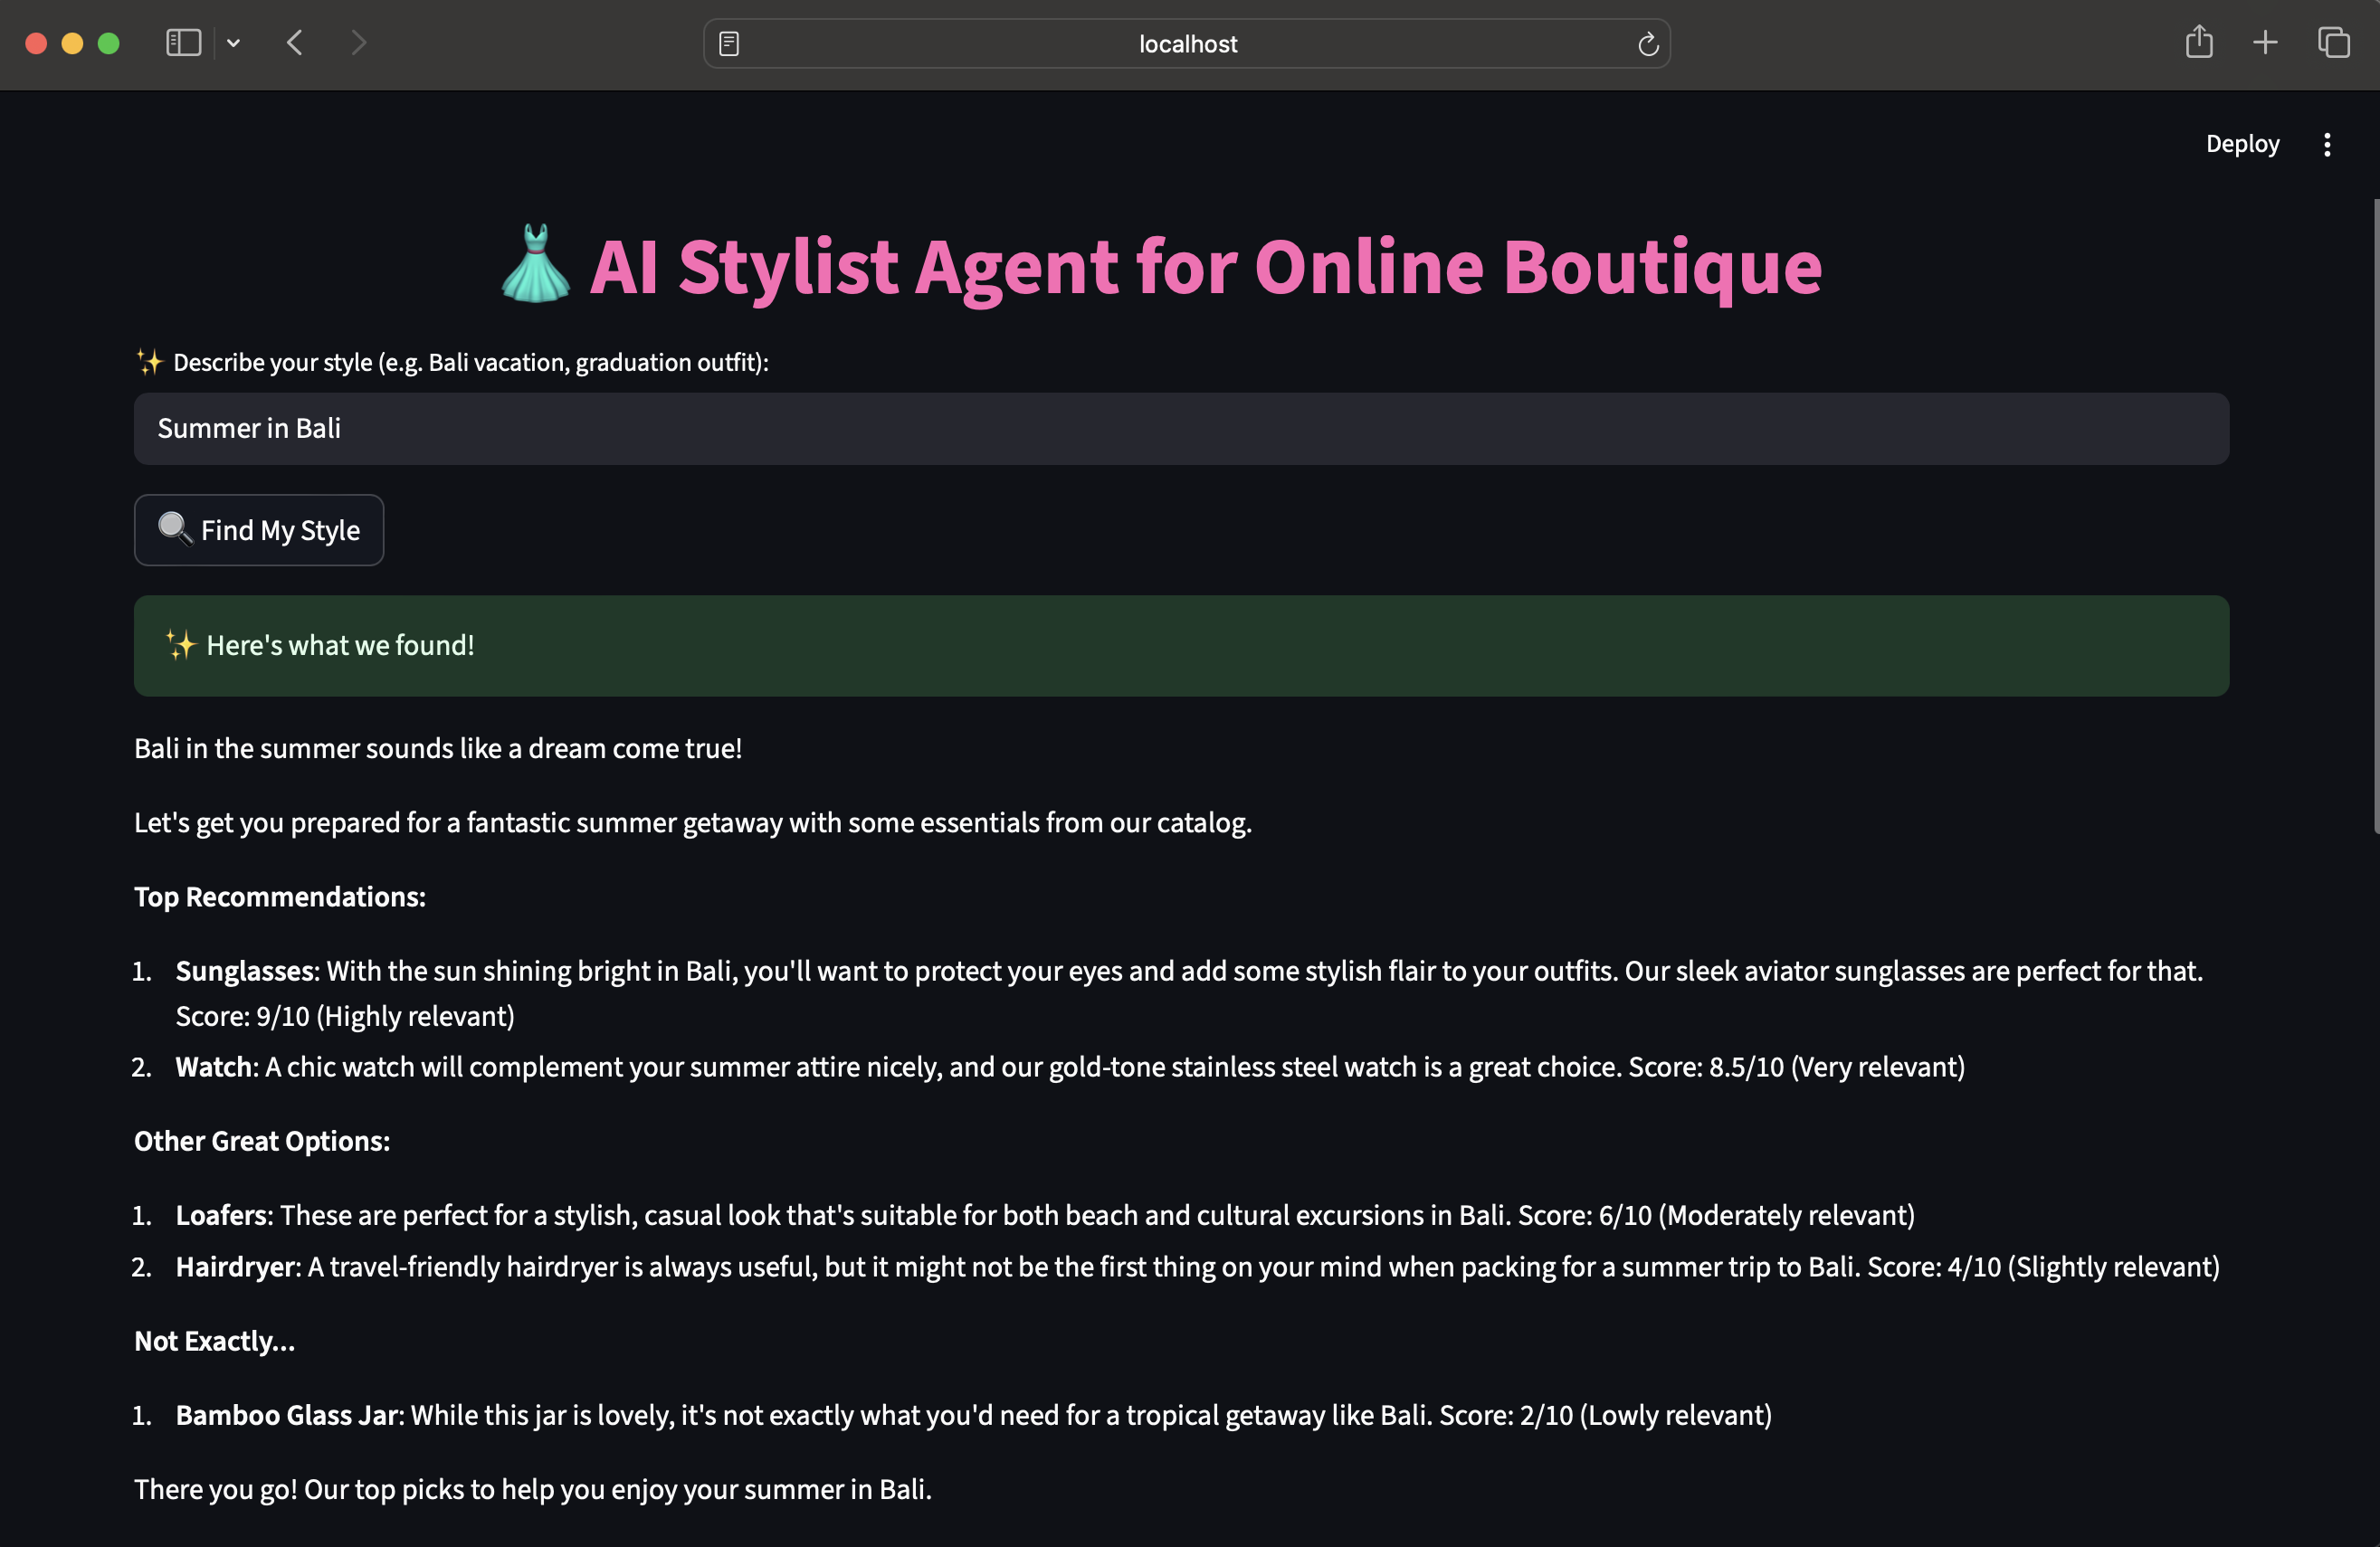 localhost
Deploy
AI Stylist Agent for Online Boutique
✨ Describe your style (e.g. Bali vacation, graduation outfit):
Summer in Bali
Find My Style
✨ Here's what we found!
Bali in the summer sounds like a dream come true!
Let's get you prepared for a fantastic summer getaway with some essentials from our catalog.
Top Recommendations:
1. Sunglasses: With the sun shining bright in Bali, you'll want to protect your eyes and add some stylish flair to your outfits. Our sleek aviator sunglasses are perfect for that.
Score: 9/10 (Highly relevant)
2. Watch: A chic watch will complement your summer attire nicely, and our gold-tone stainless steel watch is a great choice. Score: 8.5/10 (Very relevant)
Other Great Options:
1. Loafers: These are perfect for a stylish, casual look that's suitable for both beach and cultural excursions in Bali. Score: 6/10 (Moderately relevant)
2. Hairdryer: A travel-friendly hairdryer is always useful, but it might not be the first thing on your mind when packing for a summer trip to Bali. Score: 4/10 (Slightly relevant)
Not Exactly...
1. Bamboo Glass Jar: While this jar is lovely, it's not exactly what you'd need for a tropical getaway like Bali. Score: 2/10 (Lowly relevant)
There you go! Our top picks to help you enjoy your summer in Bali.